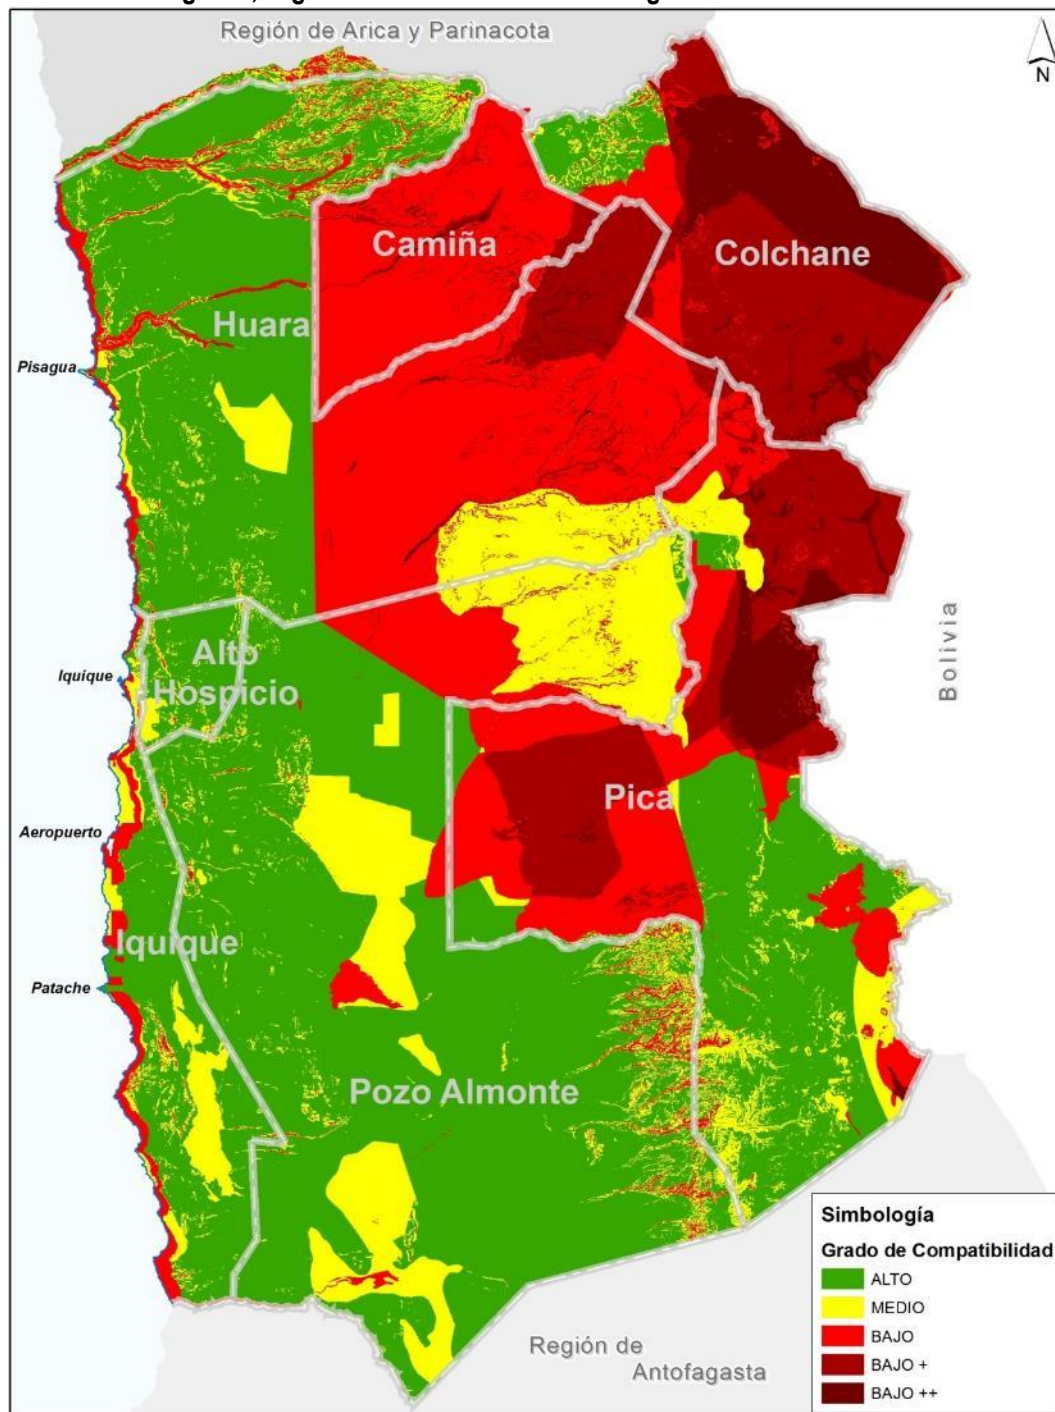 Región de Arica y Parinacota
N
Camiña
Colchane
Huara
Pisagua
Alto
Hospicio
Iquique
Bolivia
Pica
Aeropuerto
Iquique
Patache
Pozo Almonte
Simbología
Grado de Compatibilidad
ALTO
MEDIO
BAJO
BAJO +
BAJO ++
Región de
Antofagasta